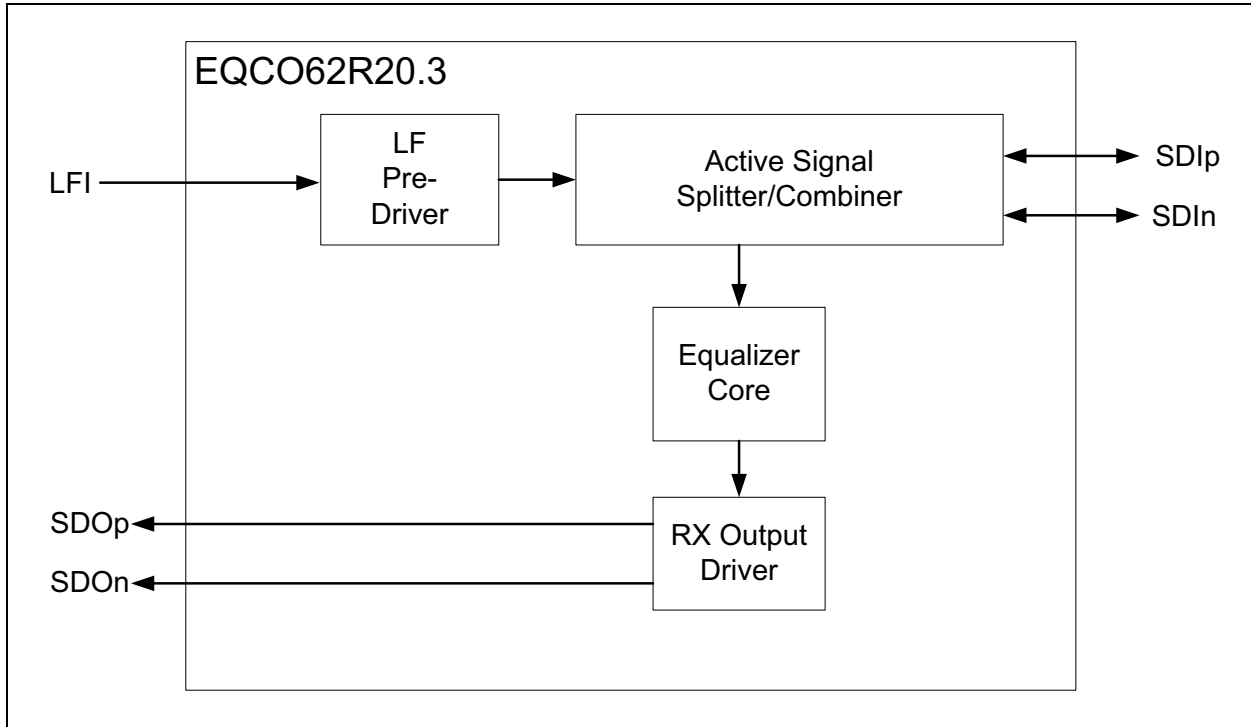 EQCO62R20.3
LFI
LF
Pre-
Driver
Active Signal
Splitter/Combiner
SDIp
SDIn
Equalizer
Core
SDOp
SDOn
RX Output
Driver